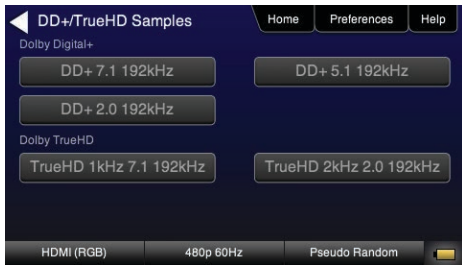 DD+/TrueHD Samples Home Preferences Help
Dolby Digital+
DD+ 7.1 192kHz DD+ 5.1 192kHz
DD+ 2.0 192kHz
Dolby TrueHD
TrueHD 1kHz 7.1 192kHz TrueHD 2kHz 2.0 192kHz
HDMI (RGB) 480p 60Hz Pseudo Random